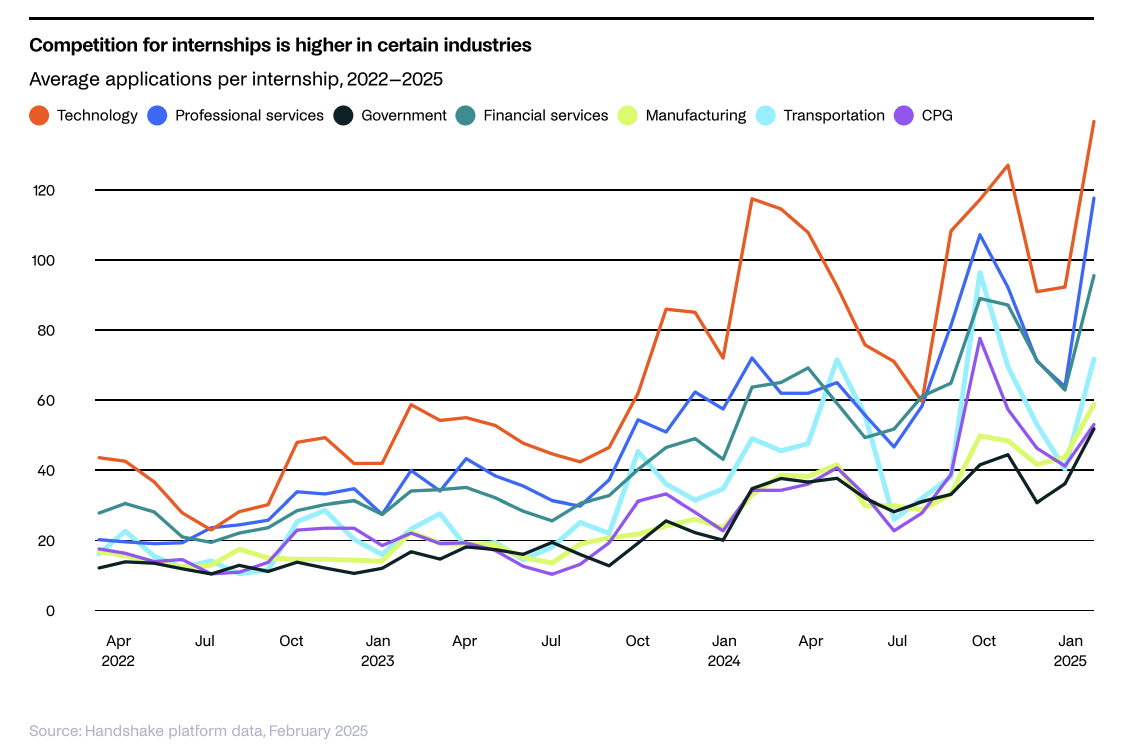 Competition for internships is higher in certain industries
Average applications per internship, 2022–2025
Technology Professional services Government Financial services Manufacturing Transportation CPG
120
100
80
60
40
20
0
Apr Jul Oct Jan Apr Jul Oct Jan Apr Jul Oct Jan
2022 2023 2024 2025
Source: Handshake platform data, February 2025